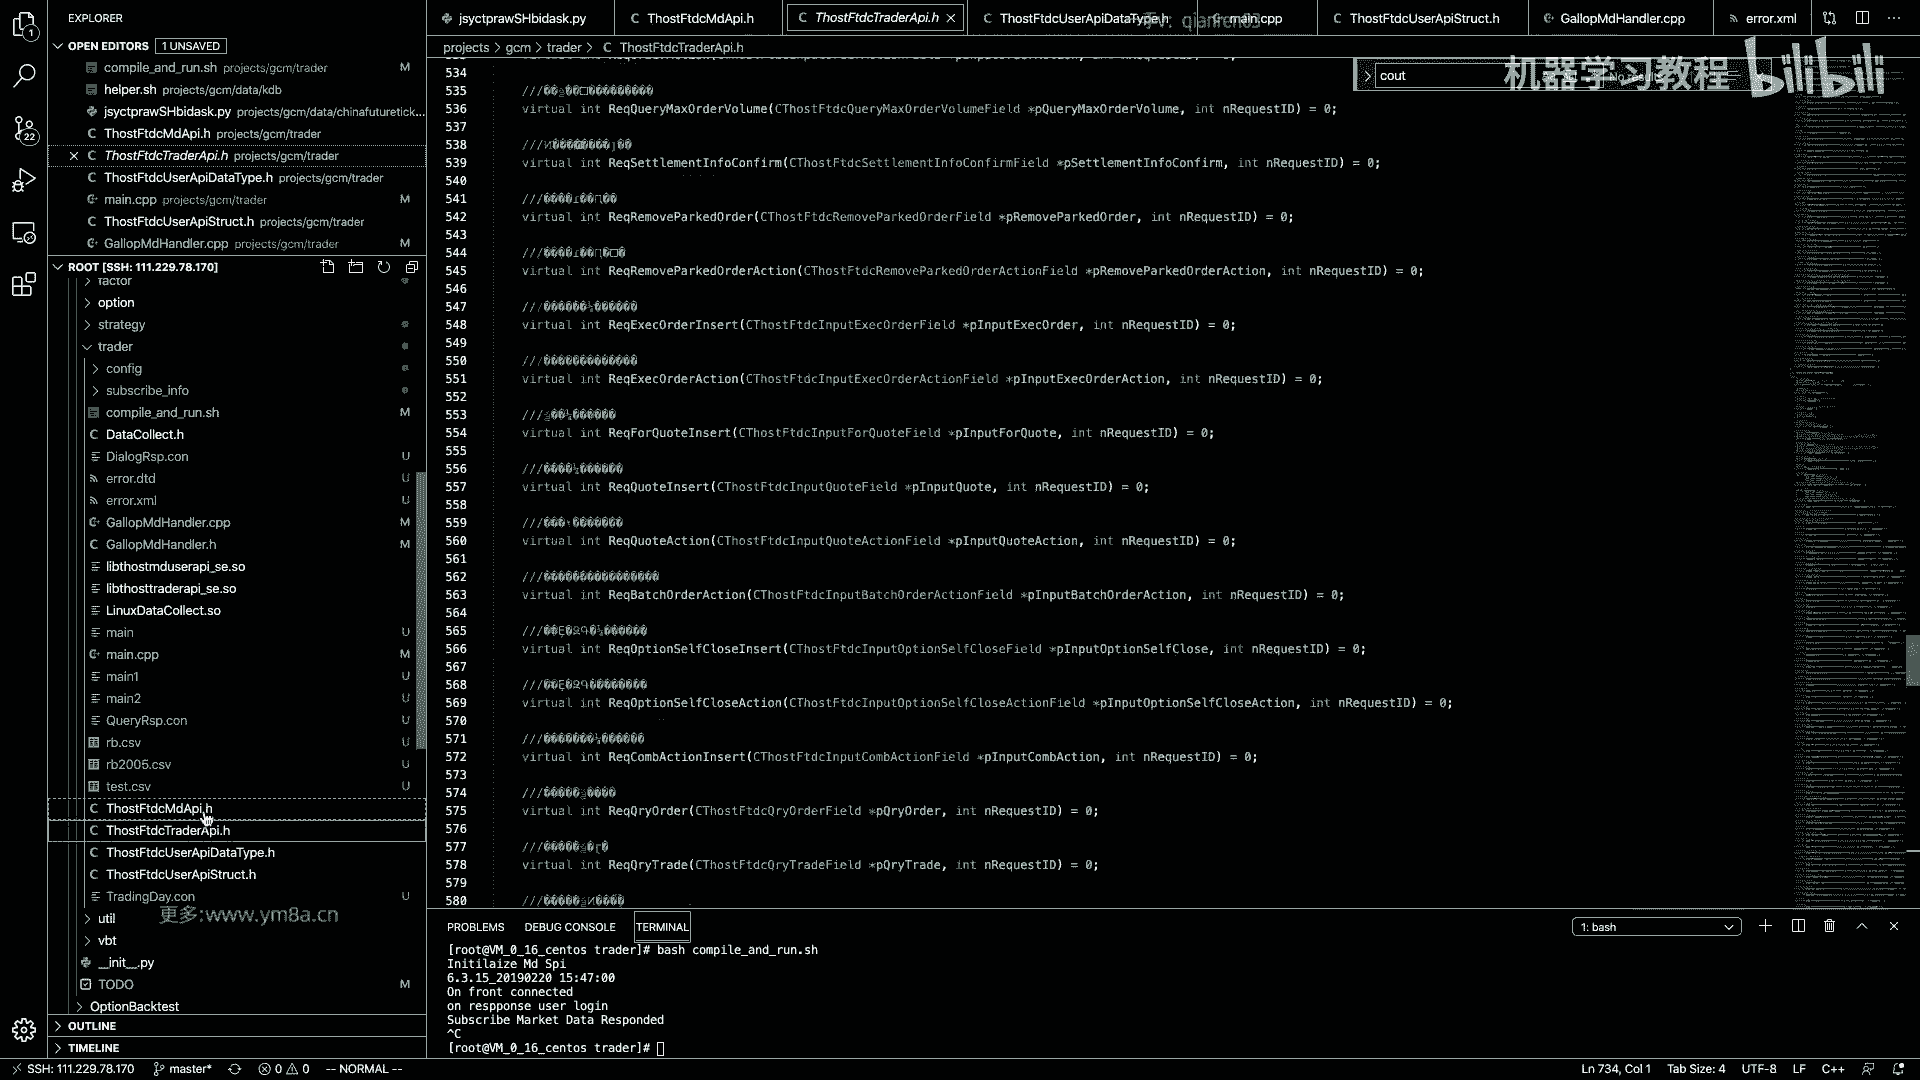 EXPLORER
OPEN EDITORS 1 UNSAVED
compile_and_run.sh projects/gcm/trader M
helper.sh projects/gcm/data/kdb
jsyctprawSHbidask.py projects/gcm/data/chinafuturetick...
ThostFtdcMdApi.h projects/gcm/trader
ThostFtdcTraderApi.h projects/gcm/trader
ThostFtdcUserApiDataType.h projects/gcm/trader
main.cpp projects/gcm/trader M
ThostFtdcUserApiStruct.h projects/gcm/trader
GallopMdHandler.cpp projects/gcm/trader M
ROOT [SSH: 111.229.78.170]
factor
option
strategy
trader
config
subscribe_info
compile_and_run.sh M
DataCollect.h
DialogRsp.con U
error.dtd U
error.xml U
GallopMdHandler.cpp M
GallopMdHandler.h M
libthostmduserapi_se.so
libthosttraderapi_se.so
LinuxDataCollect.so
main U
main.cpp M
main1 U
main2 U
QueryRsp.con U
rb.csv U
rb2005.csv U
test.csv U
ThostFtdcMdApi.h
ThostFtdcTraderApi.h
ThostFtdcUserApiDataType.h
ThostFtdcUserApiStruct.h
TradingDay.con U
更多:www.ym8a.cn
util
vbt
__init__.py
TODO M
OptionBacktest
OUTLINE
TIMELINE
jsyctprawSHbidask.py ThostFtdcMdApi.h ThostFtdcTraderApi.h ThostFtdcUserApiDataType.h main.cpp ThostFtdcUserApiStruct.h GallopMdHandler.cpp error.xml
projects > gcm > trader > C ThostFtdcTraderApi.h
cout
机器学习教程 bilibili
534
535
536 virtual int ReqQueryMaxOrderVolume(CThostFtdcQueryMaxOrderVolumeField *pQueryMaxOrderVolume, int nRequestID) = 0;
537
538
539 virtual int ReqSettlementInfoConfirm(CThostFtdcSettlementInfoConfirmField *pSettlementInfoConfirm, int nRequestID) = 0;
540
541
542 virtual int ReqRemoveParkedOrder(CThostFtdcRemoveParkedOrderField *pRemoveParkedOrder, int nRequestID) = 0;
543
544
545 virtual int ReqRemoveParkedOrderAction(CThostFtdcRemoveParkedOrderActionField *pRemoveParkedOrderAction, int nRequestID) = 0;
546
547
548 virtual int ReqExecOrderInsert(CThostFtdcInputExecOrderField *pInputExecOrder, int nRequestID) = 0;
549
550
551 virtual int ReqExecOrderAction(CThostFtdcInputExecOrderActionField *pInputExecOrderAction, int nRequestID) = 0;
552
553
554 virtual int ReqForQuoteInsert(CThostFtdcInputForQuoteField *pInputForQuote, int nRequestID) = 0;
555
556
557 virtual int ReqQuoteInsert(CThostFtdcInputQuoteField *pInputQuote, int nRequestID) = 0;
558
559
560 virtual int ReqQuoteAction(CThostFtdcInputQuoteActionField *pInputQuoteAction, int nRequestID) = 0;
561
562
563 virtual int ReqBatchOrderAction(CThostFtdcInputBatchOrderActionField *pInputBatchOrderAction, int nRequestID) = 0;
564
565
566 virtual int ReqOptionSelfCloseInsert(CThostFtdcInputOptionSelfCloseField *pInputOptionSelfClose, int nRequestID) = 0;
567
568
569 virtual int ReqOptionSelfCloseAction(CThostFtdcInputOptionSelfCloseActionField *pInputOptionSelfCloseAction, int nRequestID) = 0;
570
571
572 virtual int ReqCombActionInsert(CThostFtdcInputCombActionField *pInputCombAction, int nRequestID) = 0;
573
574
575 virtual int ReqQryOrder(CThostFtdcQryOrderField *pQryOrder, int nRequestID) = 0;
576
577
578 virtual int ReqQryTrade(CThostFtdcQryTradeField *pQryTrade, int nRequestID) = 0;
579
580
PROBLEMS DEBUG CONSOLE TERMINAL 1: bash
[root@VM_0_16_centos trader]# bash compile_and_run.sh
Initilaize Md Spi
6.3.15_20190220 15:47:00
On front connected
on respponse user login
Subscribe Market Data Responded
^C
[root@VM_0_16_centos trader]#
SSH: 111.229.78.170 master* 0 0 -- NORMAL -- Ln 734, Col 1 Tab Size: 4 UTF-8 LF C++